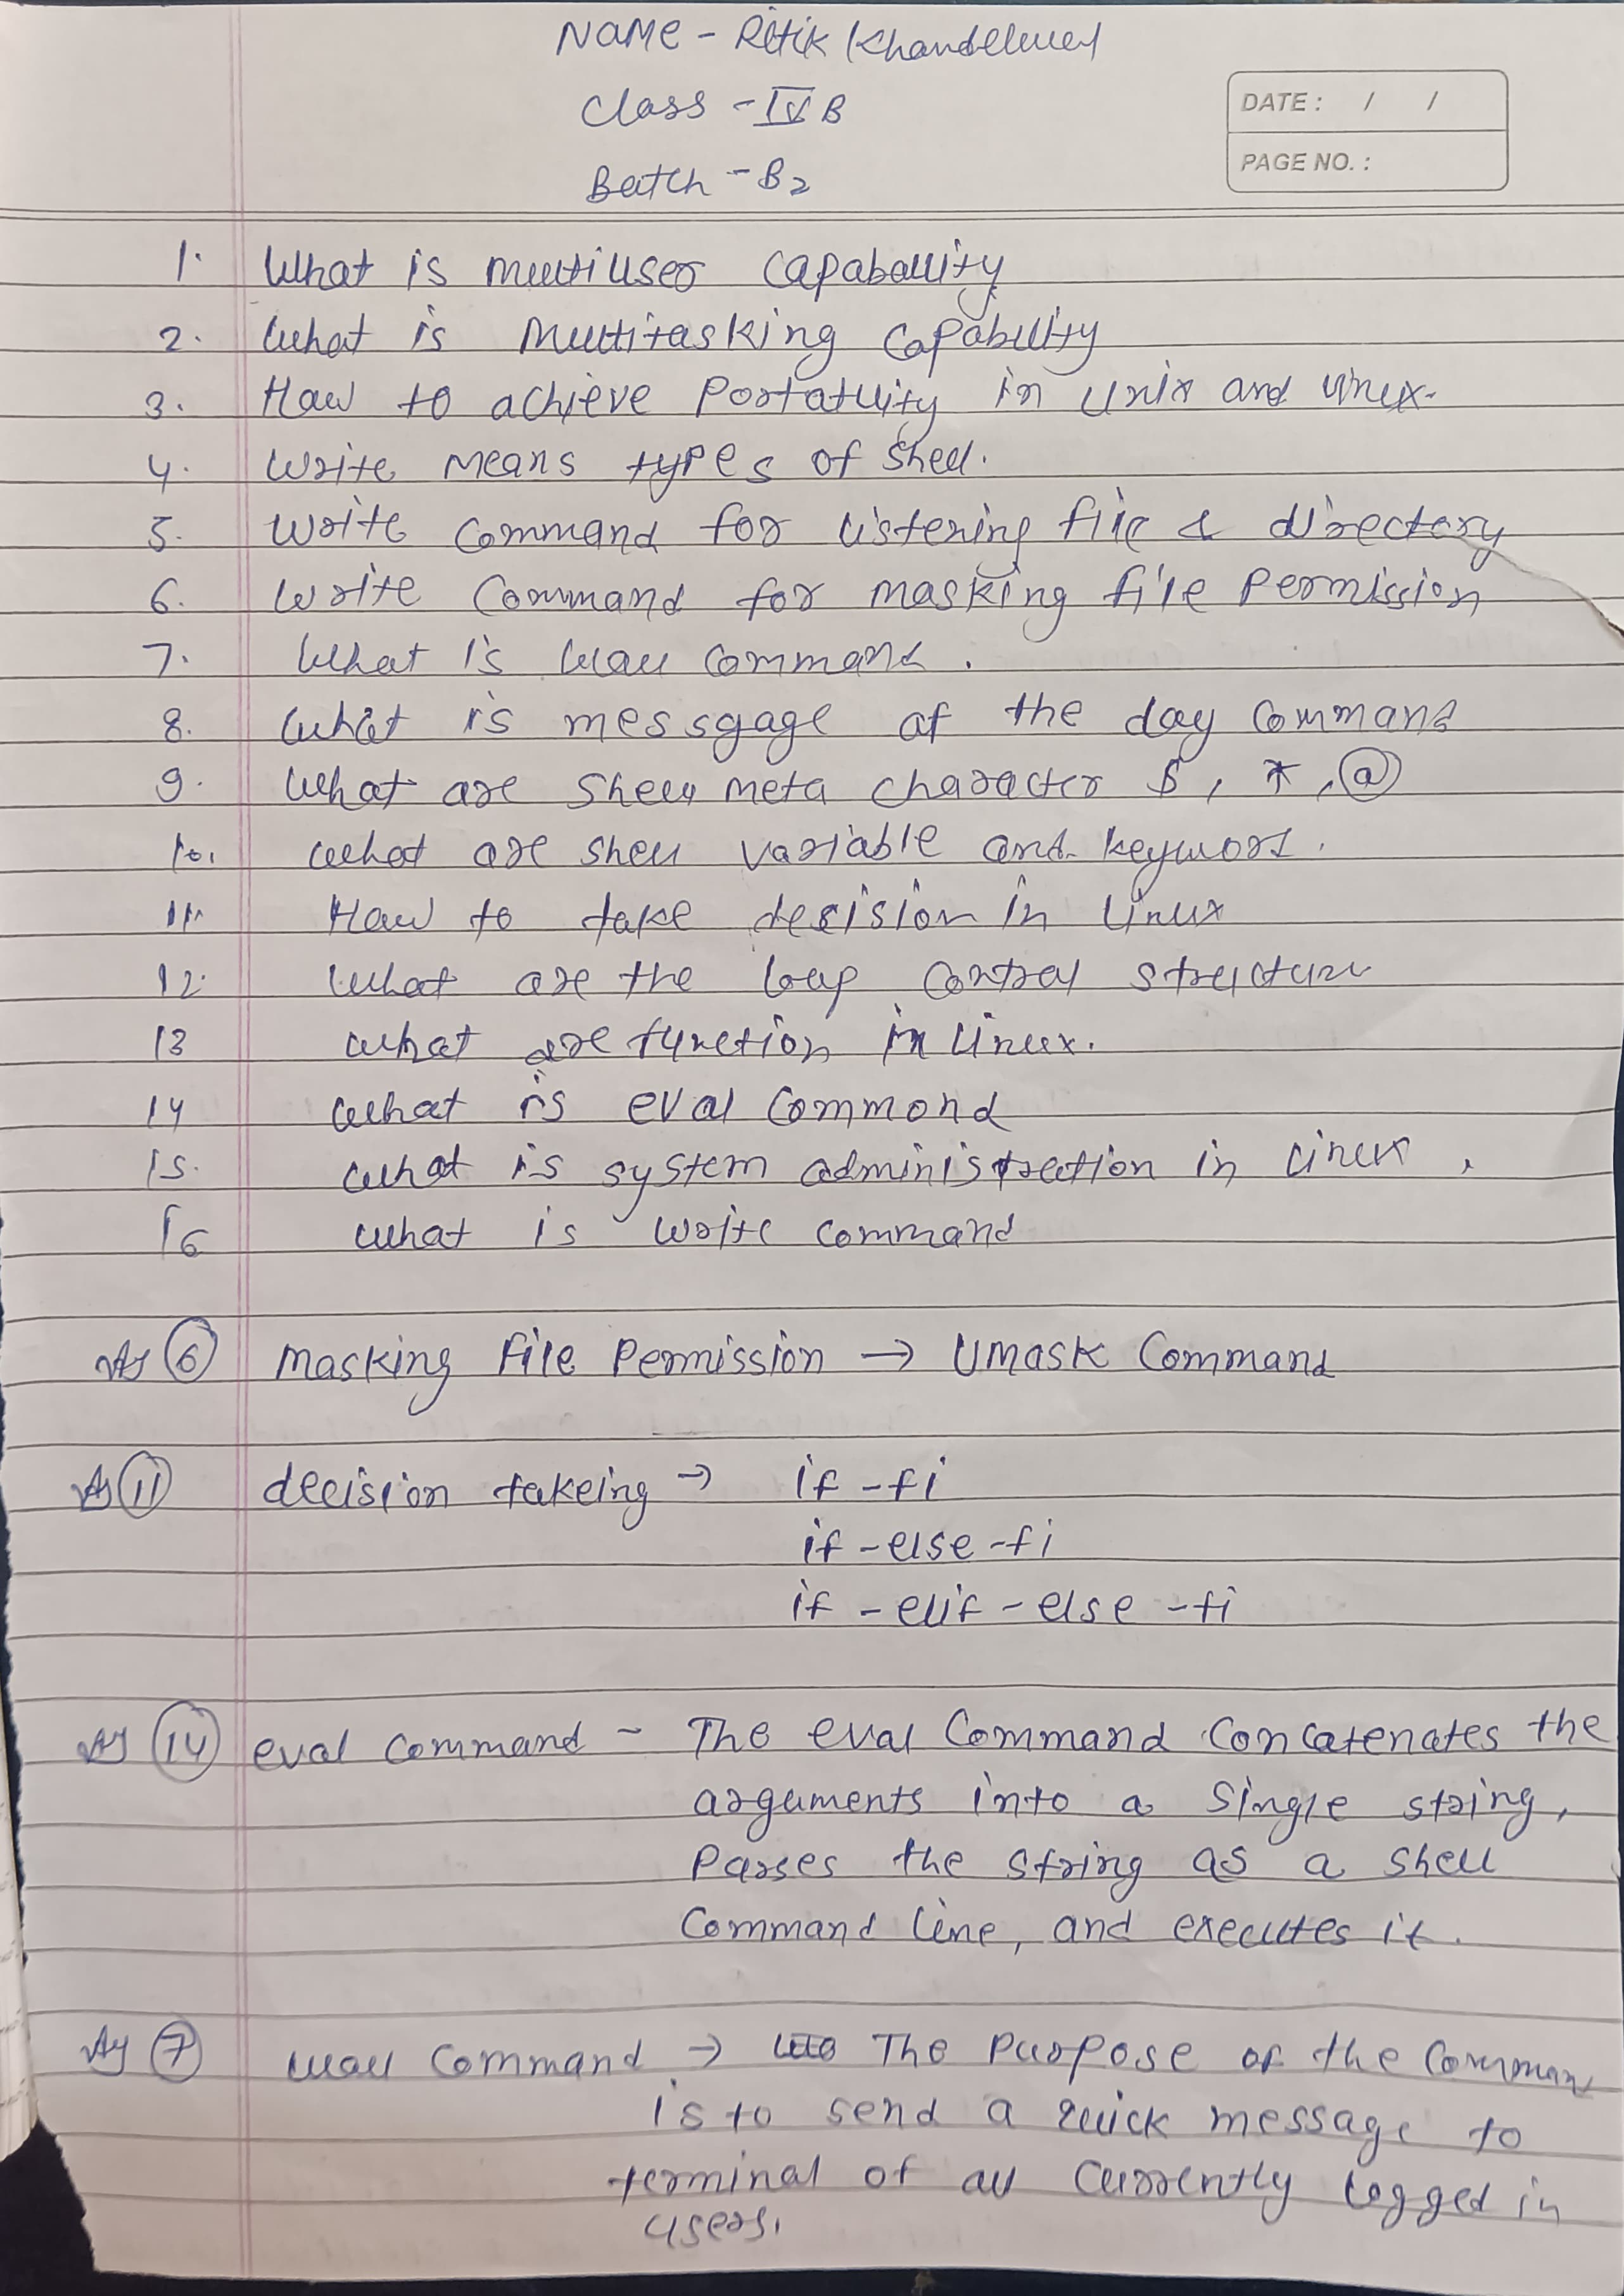 NAME - Ritik Khandelwal
Class - IV B
DATE : / /
PAGE NO. :
Batch - B2
1. What is multiuser capabality
2. What is Multitasking Capability
3. How to achieve Portability in Unix and linux.
4. Write Means types of shell.
5. Write Command for listening file & directory
6. Write Command for masking file Permission
7. What is wall command.
8. What is messgage of the day Command
9. What are shell meta character $, *, @
10. What are shell variable and keyword.
11. How to take decision in linux
12. What are the loop control structure
13 What are function in linux.
14 What is eval Commond
15. What is system administration in linux.
16 What is write command
Ans 6 Masking File Permission → Umask Command
Ans 11 decision takeing → if - fi
if - else - fi
if - elif - else - fi
Ans 14 eval command - The eval Command Concatenates the
arguments into a single string,
Parses the string as a shell
Command line, and executes it.
Ans 7 wall Command → The Purpose of the Comman
is to send a quick message to
terminal of all Currently logged in
users.